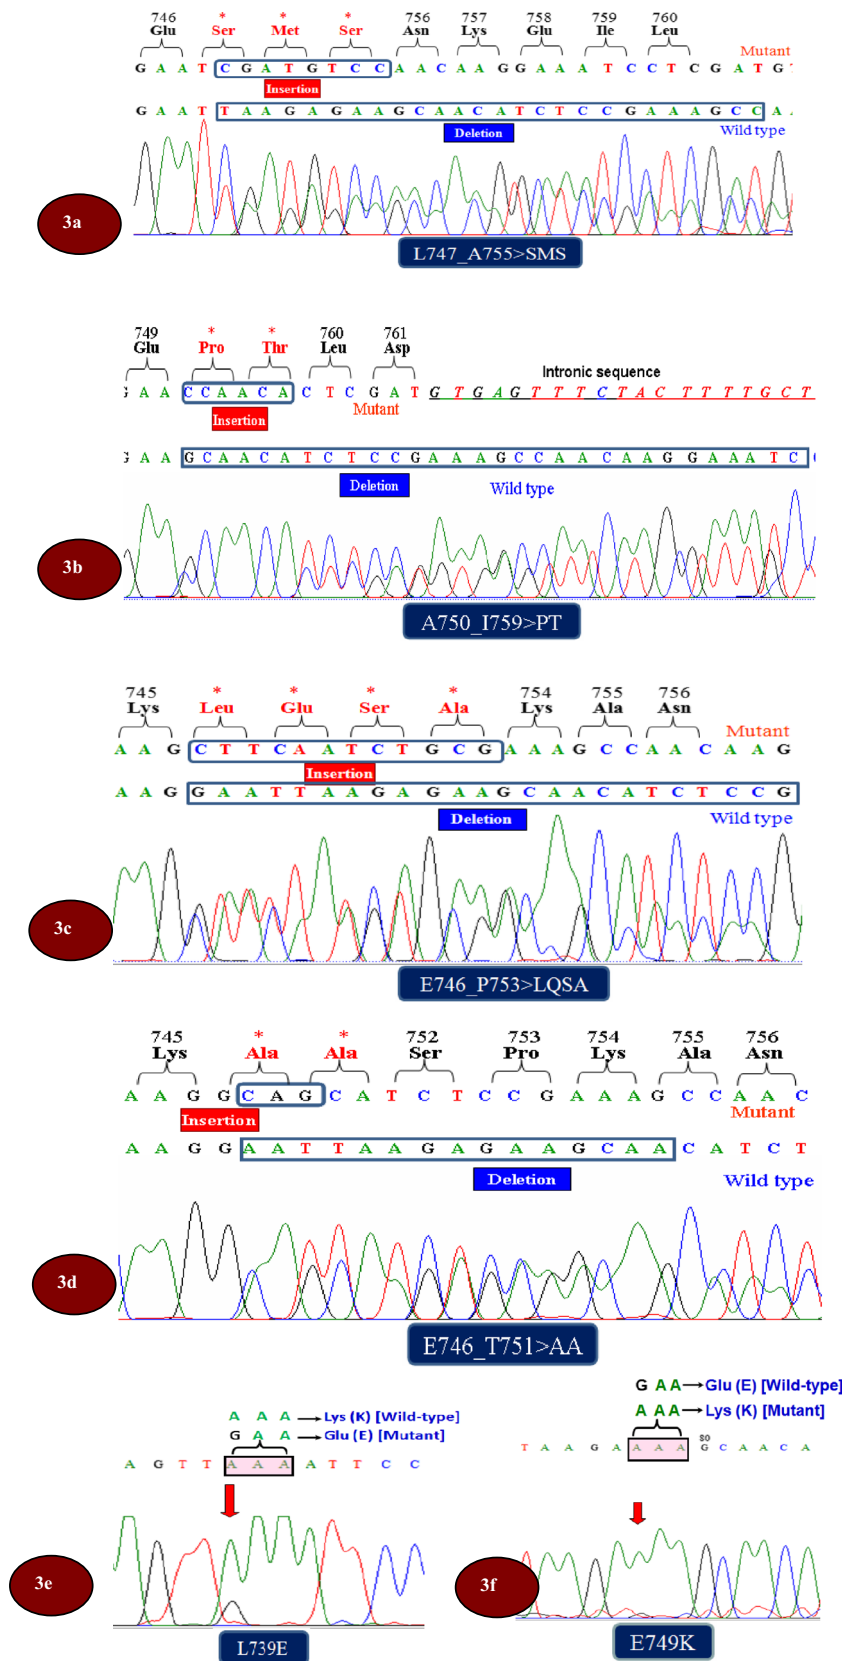 746 * * * 756 757 758 759 760
Glu Ser Met Ser Asn Lys Glu Ile Leu
Mutant
G A A T C G A T G T C C A A C A A G G A A A T C C T C G A T G
Insertion
G A A T T A A G A G A A G C A A C A T C T C C G A A A G C C A
Deletion
Wild type
3a
L747_A755>SMS
749 * * 760 761
Glu Pro Thr Leu Asp
Intronic sequence
G A A C C A A C A C T C G A T G T G A G T T T C T A C T T T T G C T
Mutant
Insertion
G A A G C A A C A T C T C C G A A A G C C A A C A A G G A A A T C
Deletion
Wild type
3b
A750_I759>PT
745 * * * * 754 755 756
Lys Leu Glu Ser Ala Lys Ala Asn
Mutant
A A G C T T C A A T C T G C G A A A G C C A A C A A G
Insertion
A A G G A A T T A A G A G A A G C A A C A T C T C C G
Deletion
Wild type
3c
E746_P753>LQSA
745 * * 752 753 754 755 756
Lys Ala Ala Ser Pro Lys Ala Asn
A A G G C A G C A T C T C C G A A A G C C A A C
Insertion
Mutant
A A G G A A T T A A G A G A A G C A A C A T C T
Deletion
Wild type
3d
E746_T751>AA
A A A Lys (K) [Wild-type]
G A A Glu (E) [Mutant]
A G T T A A A A T T C C
3e
L739E
G A A Glu (E) [Wild-type]
A A A Lys (K) [Mutant]
80
T A A G A A A A G C A A C A
3f
E749K